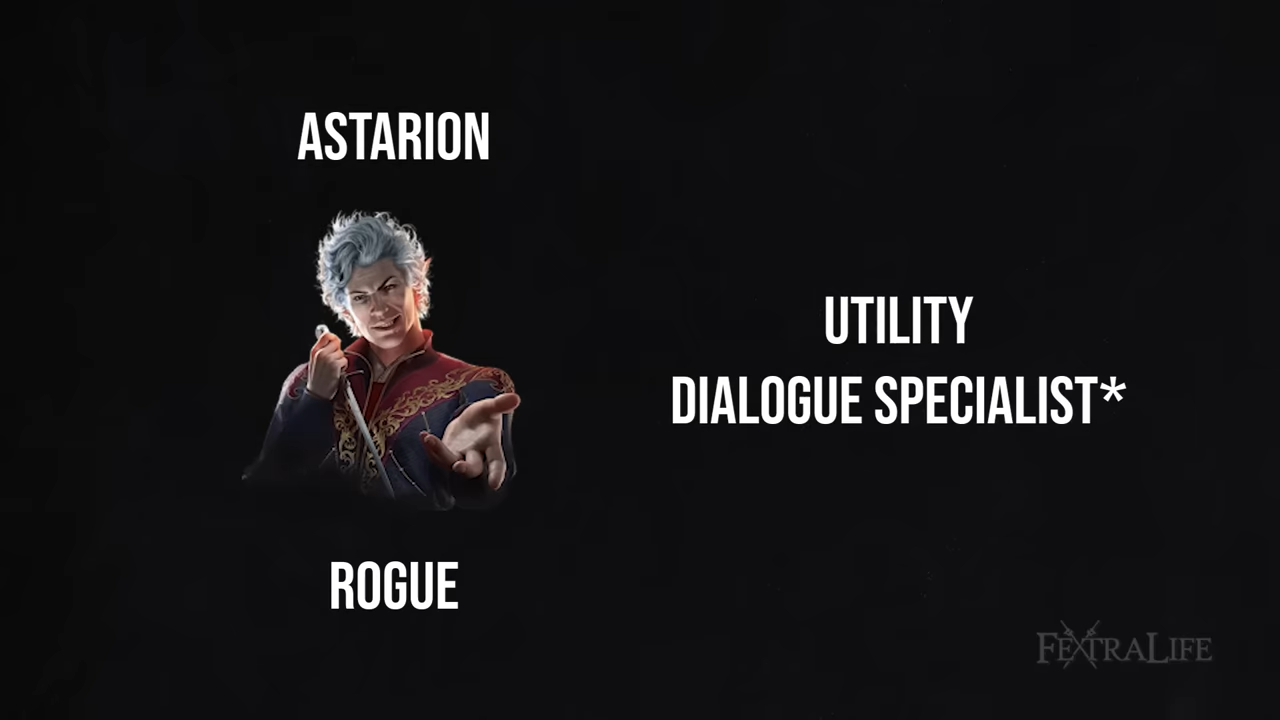 ASTARION
UTILITY
DIALOGUE SPECIALIST*
ROGUE
FEXTRALIFE